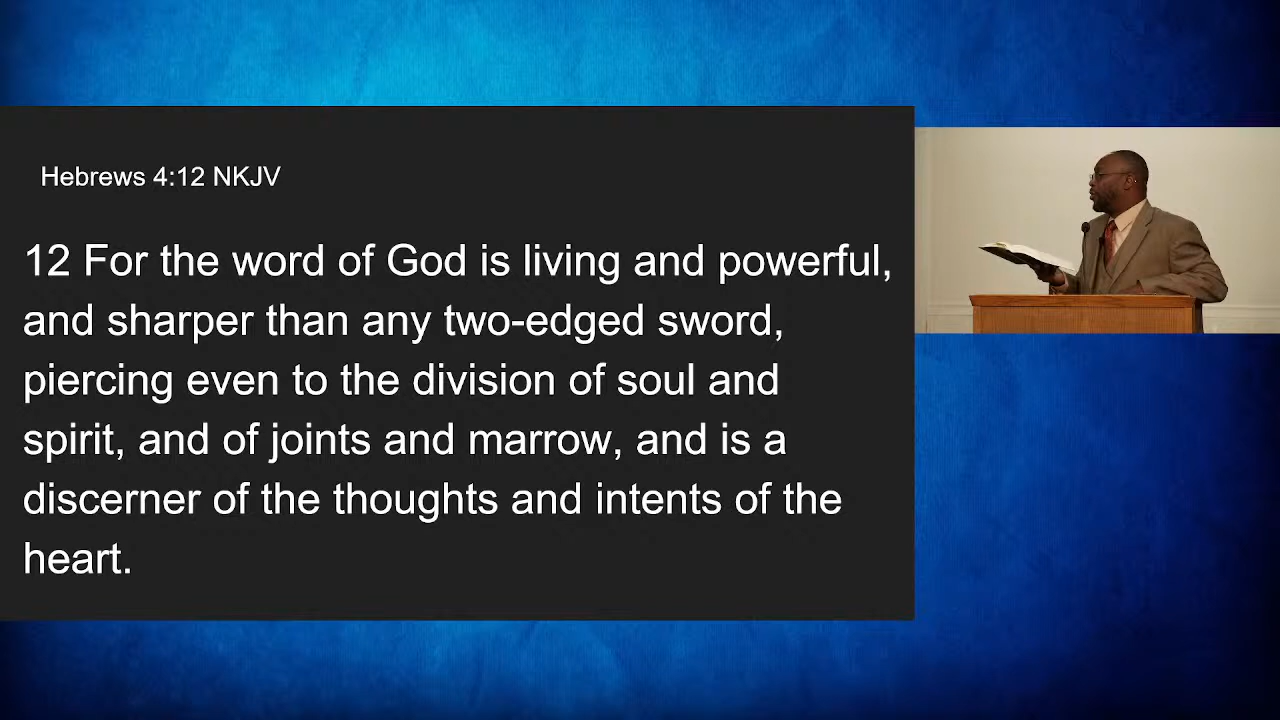 Hebrews 4:12 NKJV
12 For the word of God is living and powerful,
and sharper than any two-edged sword,
piercing even to the division of soul and
spirit, and of joints and marrow, and is a
discerner of the thoughts and intents of the
heart.